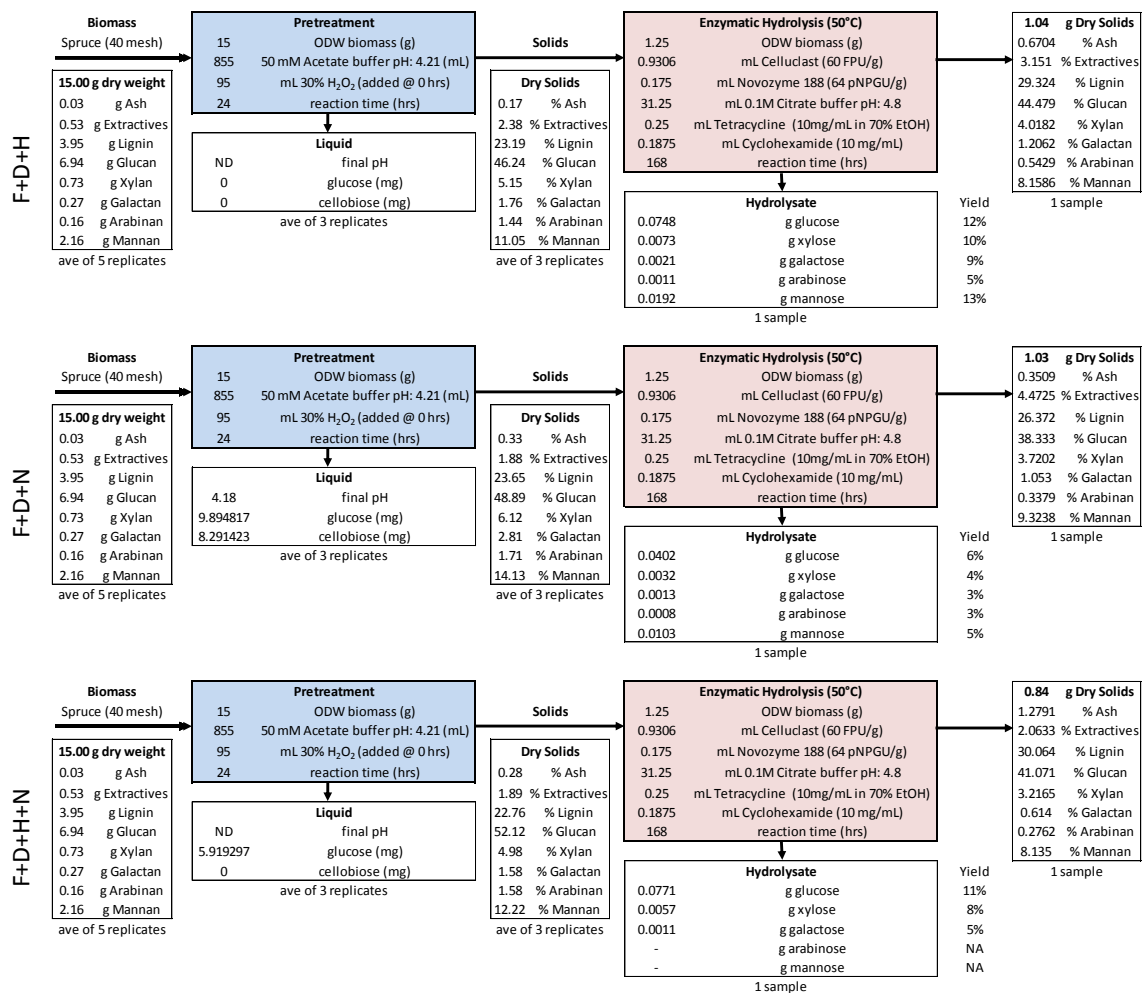 F+D+H
Biomass
Spruce (40 mesh)
15.00 g dry weight
0.03 g Ash
0.53 g Extractives
3.95 g Lignin
6.94 g Glucan
0.73 g Xylan
0.27 g Galactan
0.16 g Arabinan
2.16 g Mannan
ave of 5 replicates
Pretreatment
15 ODW biomass (g)
855 50 mM Acetate buffer pH: 4.21 (mL)
95 mL 30% H₂O₂ (added @ 0 hrs)
24 reaction time (hrs)
Liquid
ND final pH
0 glucose (mg)
0 cellobiose (mg)
ave of 3 replicates
Solids
Dry Solids
0.17 % Ash
2.38 % Extractives
23.19 % Lignin
46.24 % Glucan
5.15 % Xylan
1.76 % Galactan
1.44 % Arabinan
11.05 % Mannan
ave of 3 replicates
Enzymatic Hydrolysis (50°C)
1.25 ODW biomass (g)
0.9306 mL Celluclast (60 FPU/g)
0.175 mL Novozyme 188 (64 pNPGU/g)
31.25 mL 0.1M Citrate buffer pH: 4.8
0.25 mL Tetracycline (10mg/mL in 70% EtOH)
0.1875 mL Cyclohexamide (10 mg/mL)
168 reaction time (hrs)
Hydrolysate Yield
0.0748 g glucose 12%
0.0073 g xylose 10%
0.0021 g galactose 9%
0.0011 g arabinose 5%
0.0192 g mannose 13%
1 sample
1.04 g Dry Solids
0.6704 % Ash
3.151 % Extractives
29.324 % Lignin
44.479 % Glucan
4.0182 % Xylan
1.2062 % Galactan
0.5429 % Arabinan
8.1586 % Mannan
1 sample
F+D+N
Biomass
Spruce (40 mesh)
15.00 g dry weight
0.03 g Ash
0.53 g Extractives
3.95 g Lignin
6.94 g Glucan
0.73 g Xylan
0.27 g Galactan
0.16 g Arabinan
2.16 g Mannan
ave of 5 replicates
Pretreatment
15 ODW biomass (g)
855 50 mM Acetate buffer pH: 4.21 (mL)
95 mL 30% H₂O₂ (added @ 0 hrs)
24 reaction time (hrs)
Liquid
4.18 final pH
9.894817 glucose (mg)
8.291423 cellobiose (mg)
ave of 3 replicates
Solids
Dry Solids
0.33 % Ash
1.88 % Extractives
23.65 % Lignin
48.89 % Glucan
6.12 % Xylan
2.81 % Galactan
1.71 % Arabinan
14.13 % Mannan
ave of 3 replicates
Enzymatic Hydrolysis (50°C)
1.25 ODW biomass (g)
0.9306 mL Celluclast (60 FPU/g)
0.175 mL Novozyme 188 (64 pNPGU/g)
31.25 mL 0.1M Citrate buffer pH: 4.8
0.25 mL Tetracycline (10mg/mL in 70% EtOH)
0.1875 mL Cyclohexamide (10 mg/mL)
168 reaction time (hrs)
Hydrolysate Yield
0.0402 g glucose 6%
0.0032 g xylose 4%
0.0013 g galactose 3%
0.0008 g arabinose 3%
0.0103 g mannose 5%
1 sample
1.03 g Dry Solids
0.3509 % Ash
4.4725 % Extractives
26.372 % Lignin
38.333 % Glucan
3.7202 % Xylan
1.053 % Galactan
0.3379 % Arabinan
9.3238 % Mannan
1 sample
F+D+H+N
Biomass
Spruce (40 mesh)
15.00 g dry weight
0.03 g Ash
0.53 g Extractives
3.95 g Lignin
6.94 g Glucan
0.73 g Xylan
0.27 g Galactan
0.16 g Arabinan
2.16 g Mannan
ave of 5 replicates
Pretreatment
15 ODW biomass (g)
855 50 mM Acetate buffer pH: 4.21 (mL)
95 mL 30% H₂O₂ (added @ 0 hrs)
24 reaction time (hrs)
Liquid
ND final pH
5.919297 glucose (mg)
0 cellobiose (mg)
ave of 3 replicates
Solids
Dry Solids
0.28 % Ash
1.89 % Extractives
22.76 % Lignin
52.12 % Glucan
4.98 % Xylan
1.58 % Galactan
1.58 % Arabinan
12.22 % Mannan
ave of 3 replicates
Enzymatic Hydrolysis (50°C)
1.25 ODW biomass (g)
0.9306 mL Celluclast (60 FPU/g)
0.175 mL Novozyme 188 (64 pNPGU/g)
31.25 mL 0.1M Citrate buffer pH: 4.8
0.25 mL Tetracycline (10mg/mL in 70% EtOH)
0.1875 mL Cyclohexamide (10 mg/mL)
168 reaction time (hrs)
Hydrolysate Yield
0.0771 g glucose 11%
0.0057 g xylose 8%
0.0011 g galactose 5%
- g arabinose NA
- g mannose NA
1 sample
0.84 g Dry Solids
1.2791 % Ash
2.0633 % Extractives
30.064 % Lignin
41.071 % Glucan
3.2165 % Xylan
0.614 % Galactan
0.2762 % Arabinan
8.135 % Mannan
1 sample